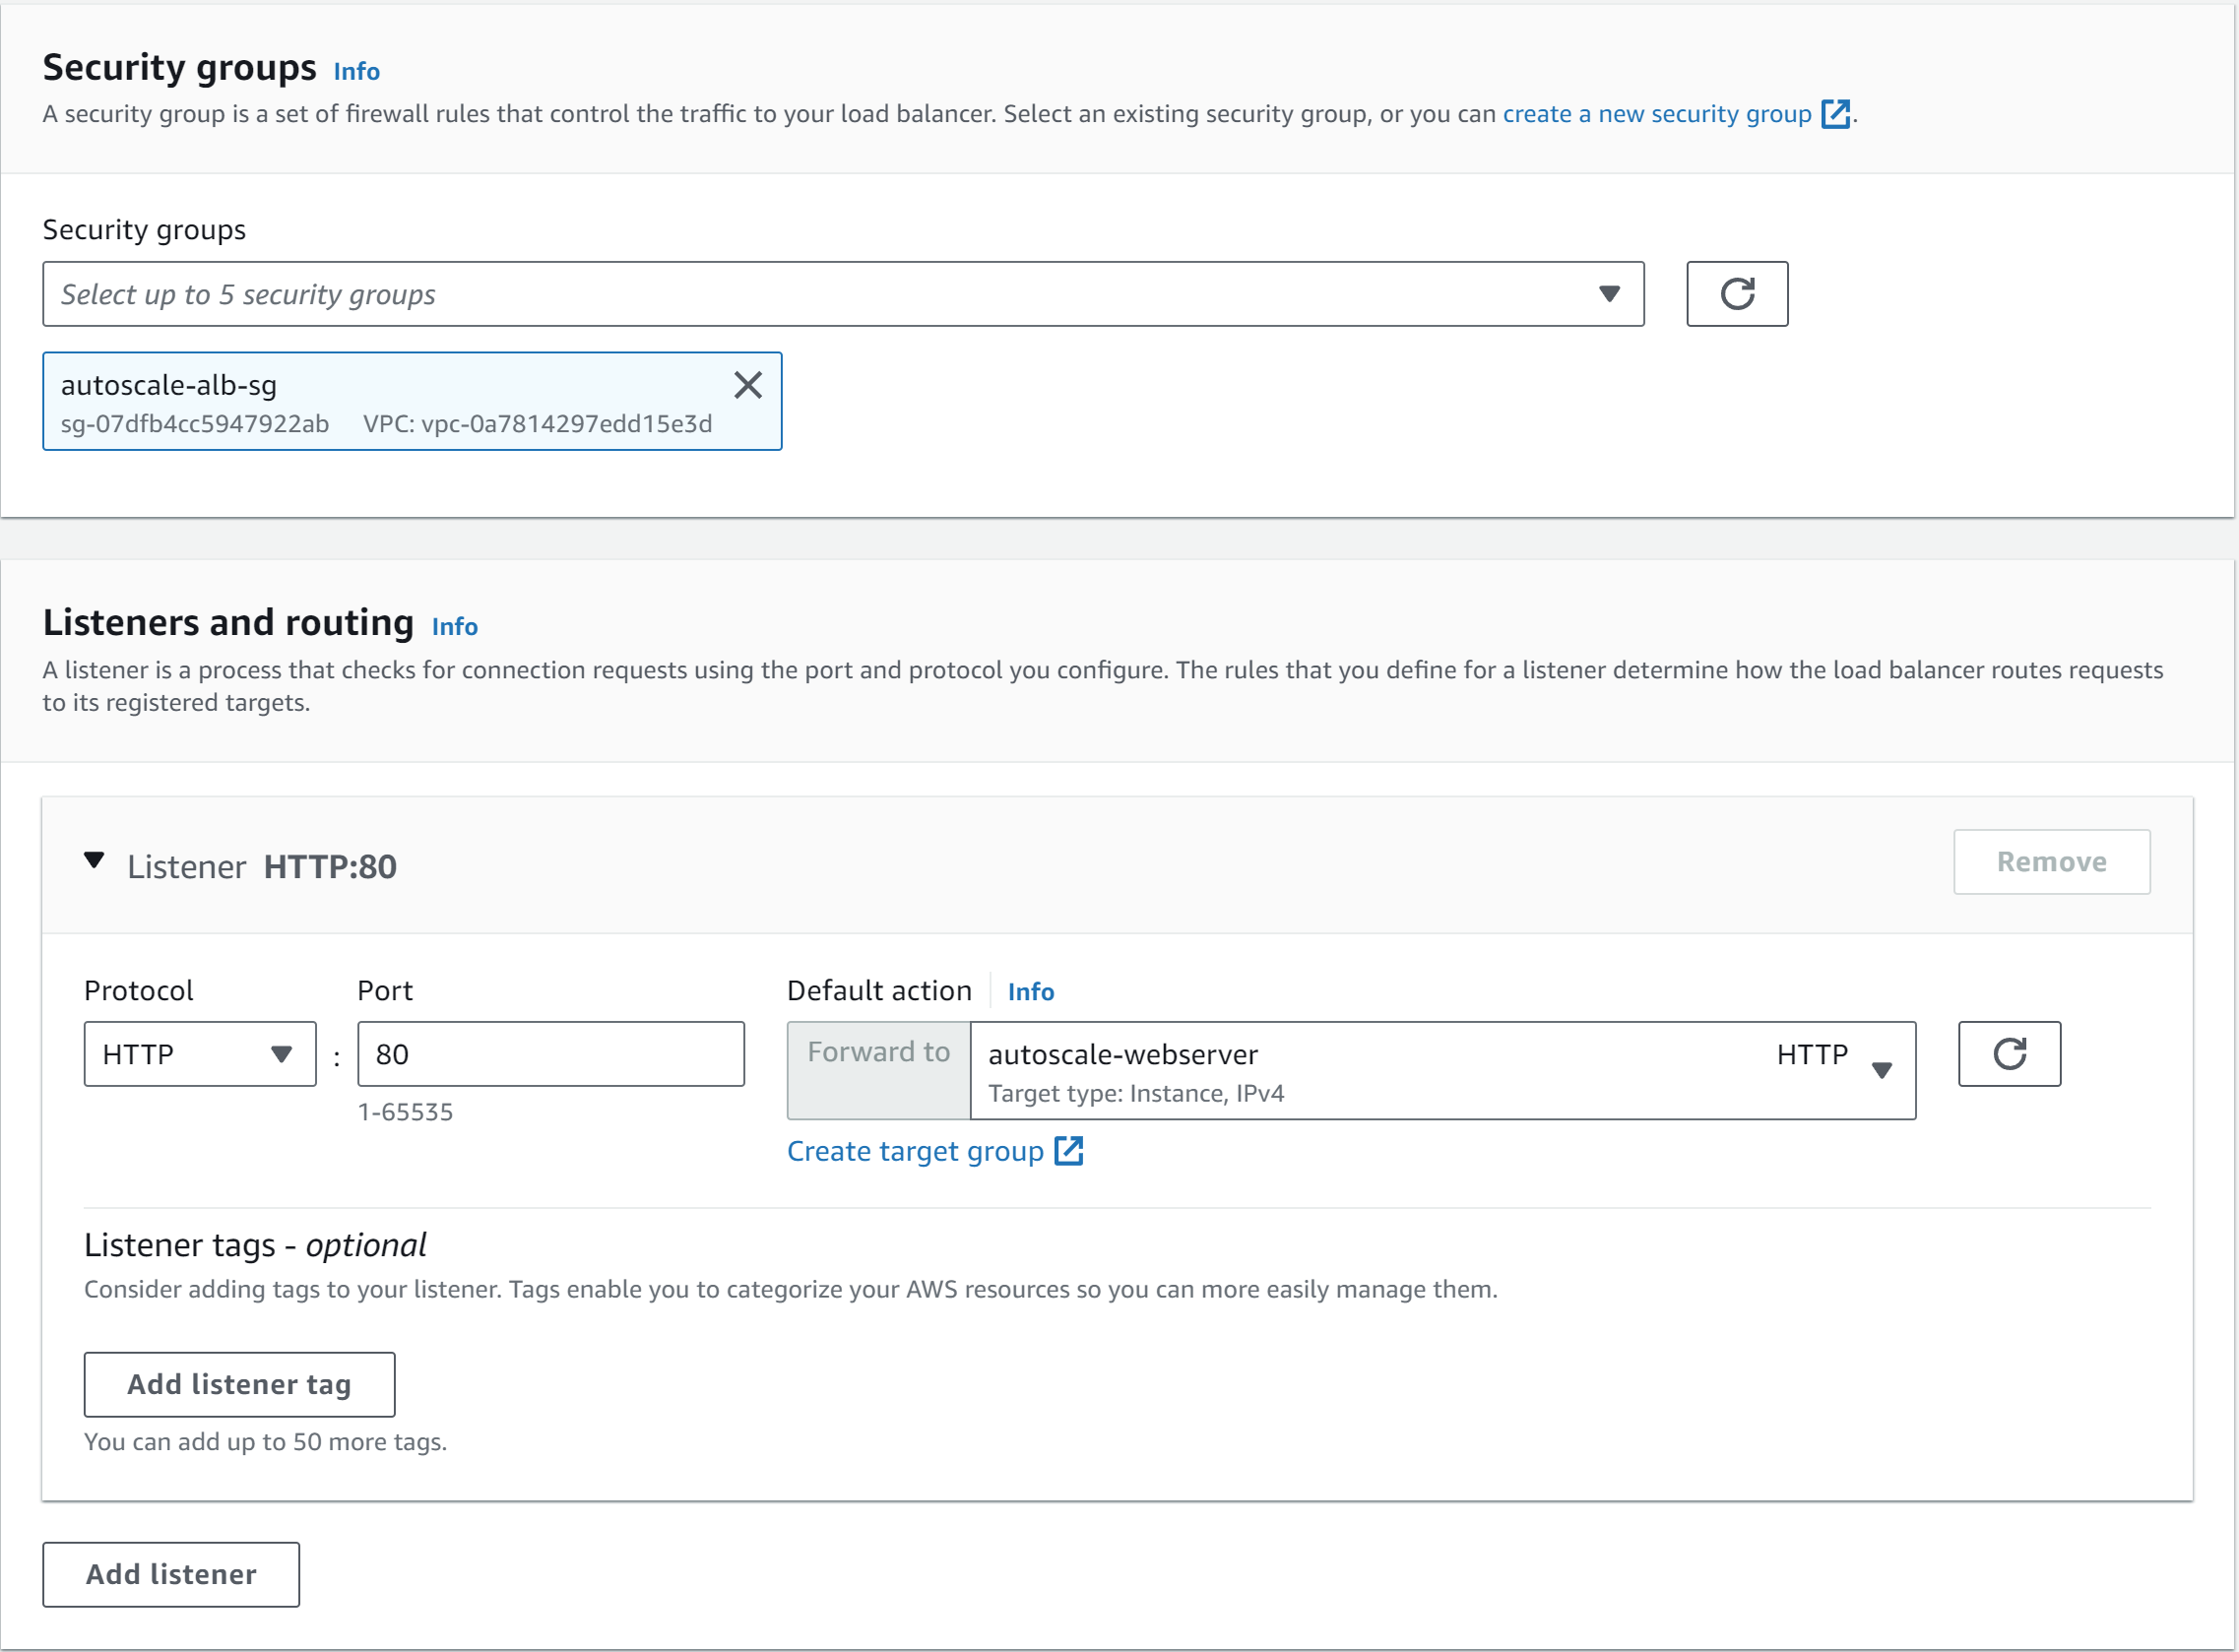 Security groups Info
A security group is a set of firewall rules that control the traffic to your load balancer. Select an existing security group, or you can create a new security group.
Security groups
Select up to 5 security groups
autoscale-alb-sg
sg-07dfb4cc5947922ab VPC: vpc-0a7814297edd15e3d
Listeners and routing Info
A listener is a process that checks for connection requests using the port and protocol you configure. The rules that you define for a listener determine how the load balancer routes requests
to its registered targets.
Listener HTTP:80
Remove
Protocol Port Default action Info
HTTP : 80 Forward to autoscale-webserver HTTP
Target type: Instance, IPv4
1-65535
Create target group
Listener tags - optional
Consider adding tags to your listener. Tags enable you to categorize your AWS resources so you can more easily manage them.
Add listener tag
You can add up to 50 more tags.
Add listener